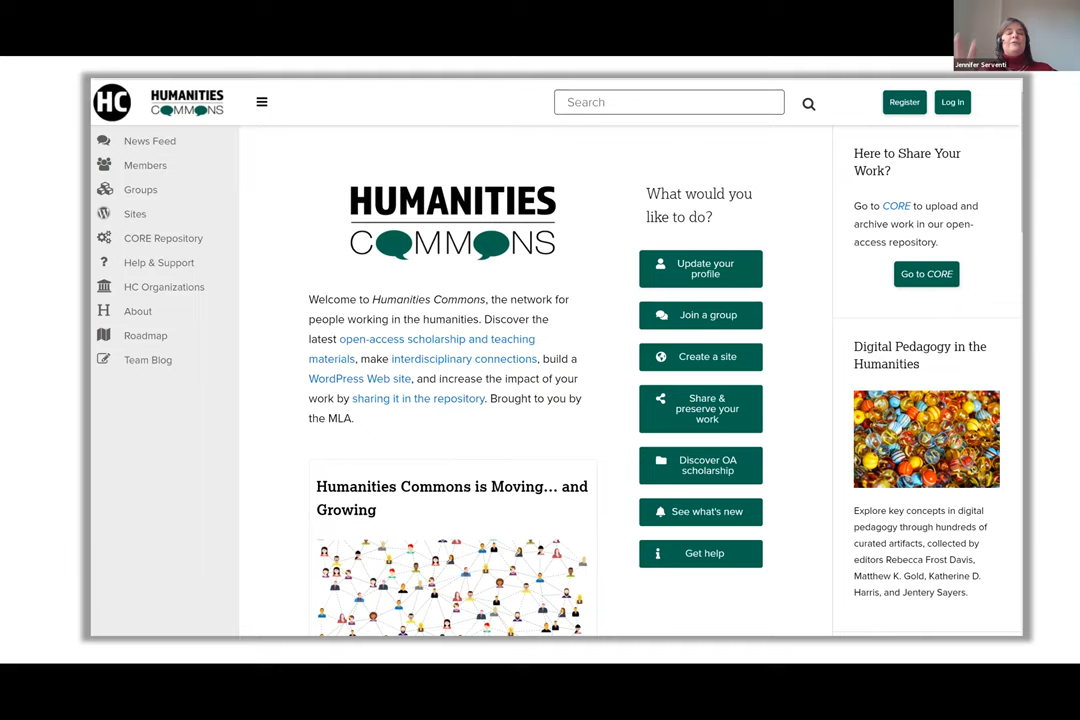 Jennifer Serventi
HC
HUMANITIES
COMMONS
Search
Register
Log In
News Feed
Members
Groups
Sites
CORE Repository
Help & Support
HC Organizations
About
Roadmap
Team Blog
HUMANITIES
COMMONS
Welcome to Humanities Commons, the network for
people working in the humanities. Discover the
latest open-access scholarship and teaching
materials, make interdisciplinary connections, build a
WordPress Web site, and increase the impact of your
work by sharing it in the repository. Brought to you by
the MLA.
Humanities Commons is Moving... and
Growing
What would you
like to do?
Update your
profile
Join a group
Create a site
Share &
preserve your
work
Discover OA
scholarship
See what's new
Get help
Here to Share Your
Work?
Go to CORE to upload and
archive work in our open-
access repository.
Go to CORE
Digital Pedagogy in the
Humanities
Explore key concepts in digital
pedagogy through hundreds of
curated artifacts, collected by
editors Rebecca Frost Davis,
Matthew K. Gold, Katherine D.
Harris, and Jentery Sayers.